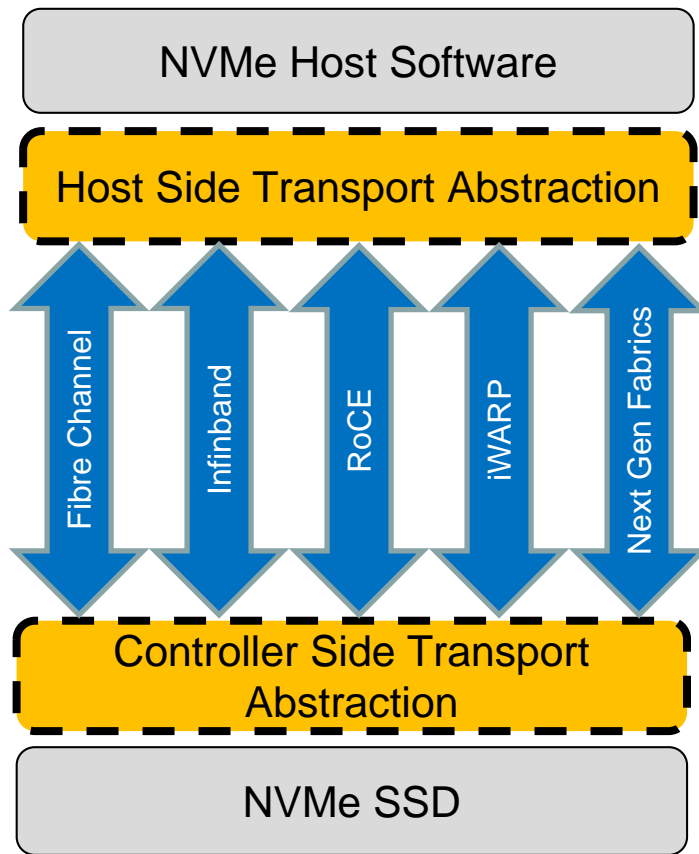 NVMe Host Software
Host Side Transport Abstraction
Fibre Channel
Infinband
RoCE
iWARP
Next Gen Fabrics
Controller Side Transport
Abstraction
NVMe SSD